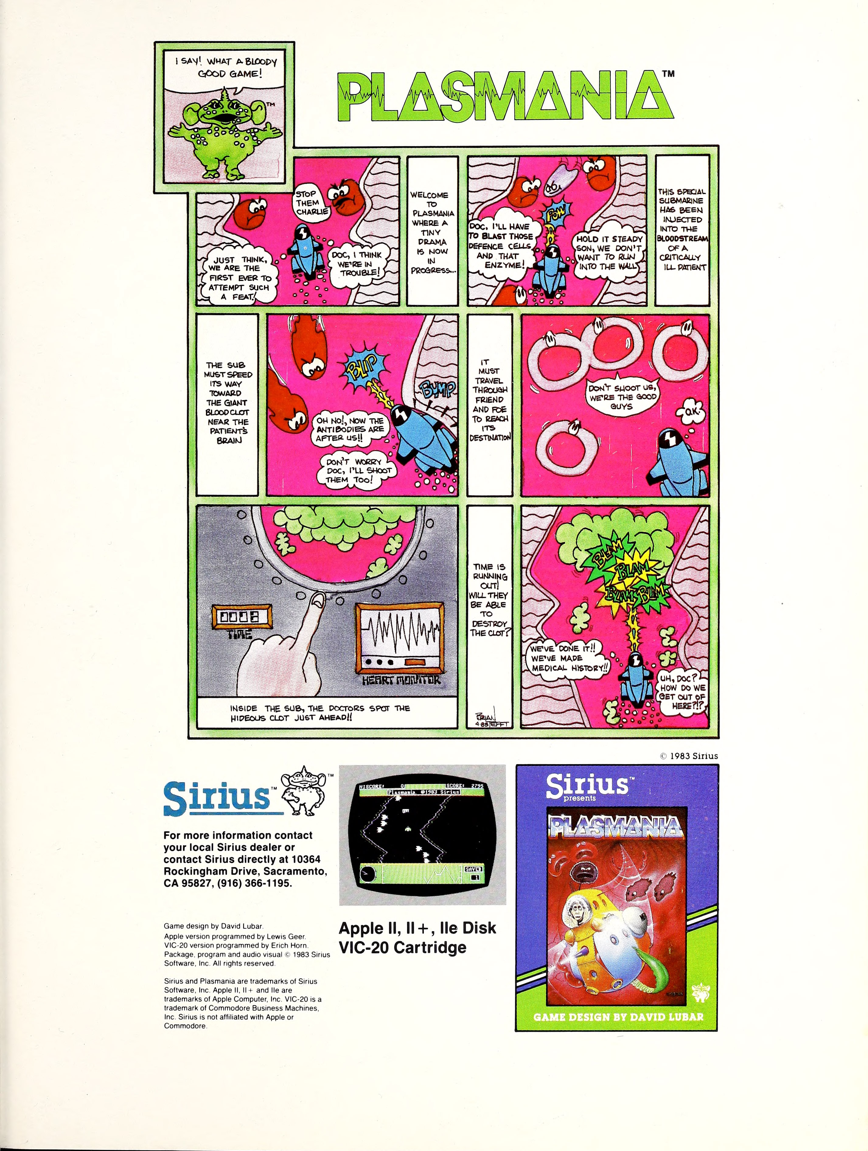 I SAY! WHAT A BLOODY
GOOD GAME!
TM
PLASMANIA™
STOP
THEM
CHARLIE
JUST THINK,
WE ARE THE
FIRST EVER TO
ATTEMPT SUCH
A FEAT!
DOC, I THINK
WE'RE IN
TROUBLE!
WELCOME
TO
PLASMANIA
WHERE A
TINY
DRAMA
IS NOW
IN
PROGRESS...
POW
DOC, I'LL HAVE
TO BLAST THOSE
DEFENCE CELLS,
AND THAT
ENZYME!
HOLD IT STEADY
SON, WE DON'T
WANT TO RUN
INTO THE WALL!
THIS SPECIAL
SUBMARINE
HAS BEEN
INJECTED
INTO THE
BLOODSTREAM
OF A
CRITICALLY
ILL PATIENT
THE SUB
MUST SPEED
IT'S WAY
TOWARD
THE GIANT
BLOOD CLOT
NEAR THE
PATIENT'S
BRAIN
BLIP
BUMP
OH NO!, NOW THE
ANTIBODIES ARE
AFTER US!!
DON'T WORRY
DOC, I'LL SHOOT
THEM TOO!
IT
MUST
TRAVEL
THROUGH
FRIEND
AND FOE
TO REACH
ITS
DESTINATION
DON'T SHOOT US,
WE'RE THE GOOD
GUYS
O.K.
TIME
HEART MONITOR
INSIDE THE SUB, THE DOCTORS SPOT THE
HIDEOUS CLOT JUST AHEAD!!
TIME IS
RUNNING
OUT!
WILL THEY
BE ABLE
TO
DESTROY
THE CLOT?
BLAM
BLAM
BLAM BLAM
WE'VE DONE IT!!
WE'VE MADE
MEDICAL HISTORY!!
UH, DOC?
HOW DO WE
GET OUT OF
HERE?!?
© 1983 Sirius
Sirius™
™
For more information contact
your local Sirius dealer or
contact Sirius directly at 10364
Rockingham Drive, Sacramento,
CA 95827, (916) 366-1195.
Game design by David Lubar.
Apple version programmed by Lewis Geer.
VIC-20 version programmed by Erich Horn.
Package, program and audio visual © 1983 Sirius
Software, Inc. All rights reserved.
Sirius and Plasmania are trademarks of Sirius
Software, Inc. Apple II, II+ and IIe are
trademarks of Apple Computer, Inc. VIC-20 is a
trademark of Commodore Business Machines,
Inc. Sirius is not affiliated with Apple or
Commodore.
Plasmania ©1983 Sirius
Apple II, II+, IIe Disk
VIC-20 Cartridge
Sirius™
presents
PLASMANIA
GAME DESIGN BY DAVID LUBAR